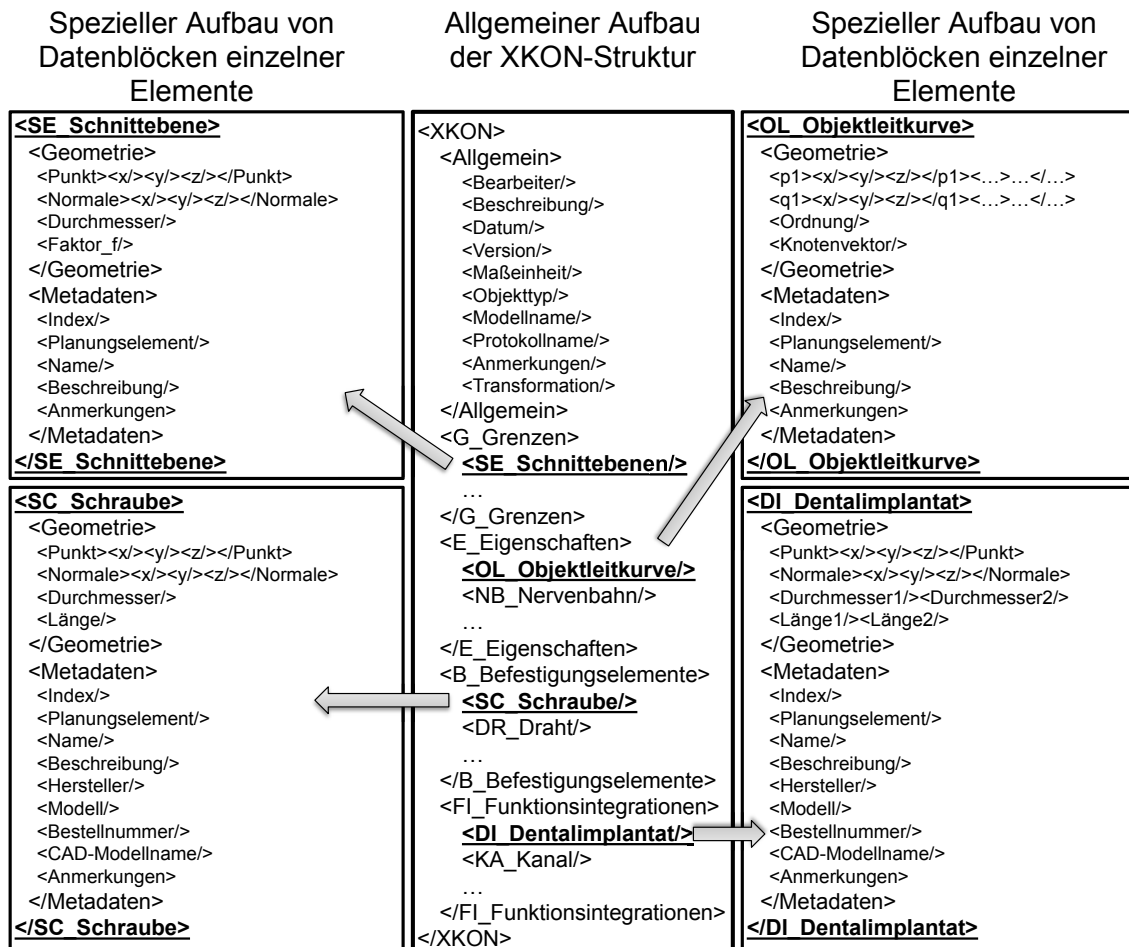 Spezieller Aufbau von
Datenblöcken einzelner
Elemente
<SE_Schnittebene>
<Geometrie>
<Punkt><x/><y/><z/></Punkt>
<Normale><x/><y/><z/></Normale>
<Durchmesser/>
<Faktor_f/>
</Geometrie>
<Metadaten>
<Index/>
<Planungselement/>
<Name/>
<Beschreibung/>
<Anmerkungen>
</Metadaten>
</SE_Schnittebene>
<SC_Schraube>
<Geometrie>
<Punkt><x/><y/><z/></Punkt>
<Normale><x/><y/><z/></Normale>
<Durchmesser/>
<Länge/>
</Geometrie>
<Metadaten>
<Index/>
<Planungselement/>
<Name/>
<Beschreibung/>
<Hersteller/>
<Modell/>
<Bestellnummer/>
<CAD-Modellname/>
<Anmerkungen>
</Metadaten>
</SC_Schraube>
Allgemeiner Aufbau
der XKON-Struktur
<XKON>
<Allgemein>
<Bearbeiter/>
<Beschreibung/>
<Datum/>
<Version/>
<Maßeinheit/>
<Objekttyp/>
<Modellname/>
<Protokollname/>
<Anmerkungen/>
<Transformation/>
</Allgemein>
<G_Grenzen>
<SE_Schnittebenen/>
…
</G_Grenzen>
<E_Eigenschaften>
<OL_Objektleitkurve/>
<NB_Nervenbahn/>
…
</E_Eigenschaften>
<B_Befestigungselemente>
<SC_Schraube/>
<DR_Draht/>
…
</B_Befestigungselemente>
<FI_Funktionsintegrationen>
<DI_Dentalimplantat/>
<KA_Kanal/>
…
</FI_Funktionsintegrationen>
</XKON>
Spezieller Aufbau von
Datenblöcken einzelner
Elemente
<OL_Objektleitkurve>
<Geometrie>
<p1><x/><y/><z/></p1><…>…</…>
<q1><x/><y/><z/></q1><…>…</…>
<Ordnung/>
<Knotenvektor/>
</Geometrie>
<Metadaten>
<Index/>
<Planungselement/>
<Name/>
<Beschreibung/>
<Anmerkungen>
</Metadaten>
</OL_Objektleitkurve>
<DI_Dentalimplantat>
<Geometrie>
<Punkt><x/><y/><z/></Punkt>
<Normale><x/><y/><z/></Normale>
<Durchmesser1/><Durchmesser2/>
<Länge1/><Länge2/>
</Geometrie>
<Metadaten>
<Index/>
<Planungselement/>
<Name/>
<Beschreibung/>
<Hersteller/>
<Modell/>
<Bestellnummer/>
<CAD-Modellname/>
<Anmerkungen>
</Metadaten>
</DI_Dentalimplantat>